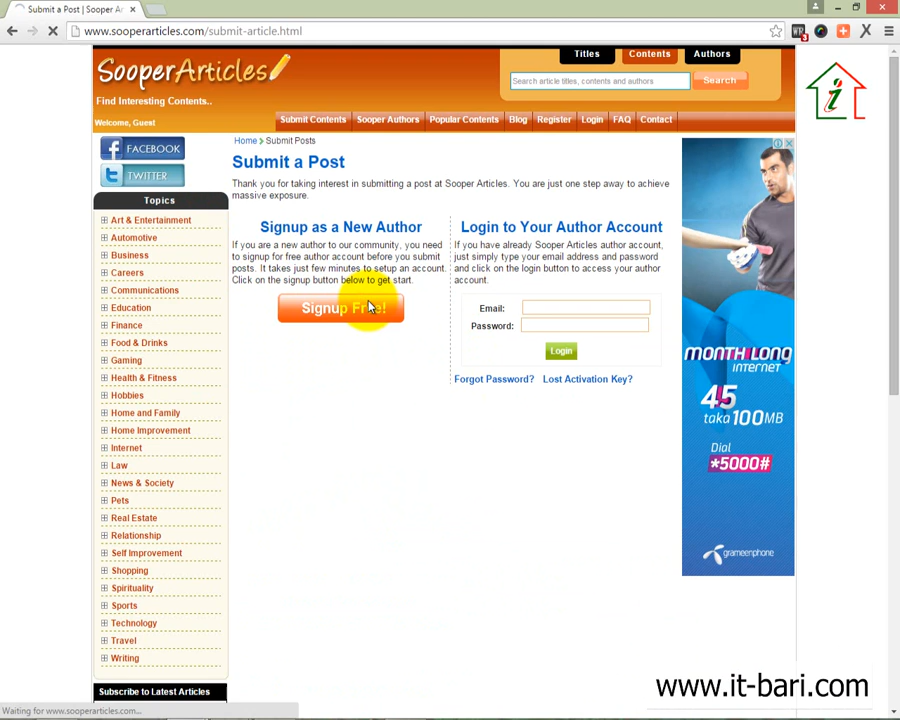 Submit a Post | Sooper Ar
www.sooperarticles.com/submit-article.html
SooperArticles
Find Interesting Contents..
Welcome, Guest
Titles Contents Authors
Search article titles, contents and authors Search
Submit Contents Sooper Authors Popular Contents Blog Register Login FAQ Contact
FACEBOOK
TWITTER
Topics
Art & Entertainment
Automotive
Business
Careers
Communications
Education
Finance
Food & Drinks
Gaming
Health & Fitness
Hobbies
Home and Family
Home Improvement
Internet
Law
News & Society
Pets
Real Estate
Relationship
Self Improvement
Shopping
Spirituality
Sports
Technology
Travel
Writing
Subscribe to Latest Articles
Home Submit Posts
Submit a Post
Thank you for taking interest in submitting a post at Sooper Articles. You are just one step away to achieve
massive exposure.
Signup as a New Author
If you are a new author to our community, you need
to signup for free author account before you submit
posts. It takes just few minutes to setup an account.
Click on the signup button below to get start.
Signup Free!
Login to Your Author Account
If you have already Sooper Articles author account,
just simply type your email address and password
and click on the login button to access your author
account.
Email:
Password:
Login
Forgot Password? Lost Activation Key?
MONTH LONG
INTERNET
45
taka 100MB
Dial
*5000#
grameenphone
Waiting for www.sooperarticles.com...
www.it-bari.com